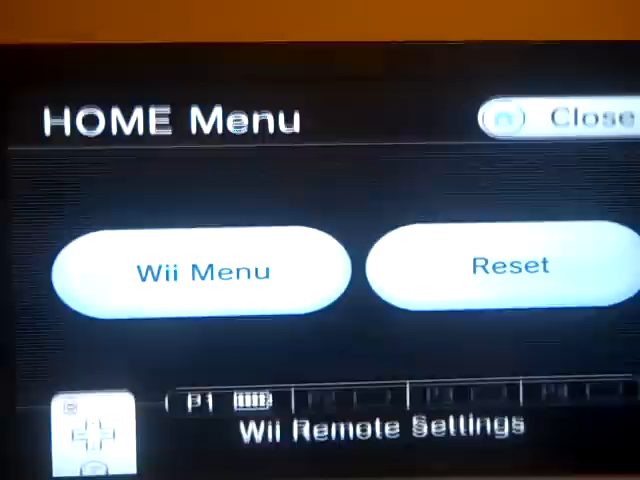 HOME Menu
Close
Wii Menu
Reset
P1
Wii Remote Settings